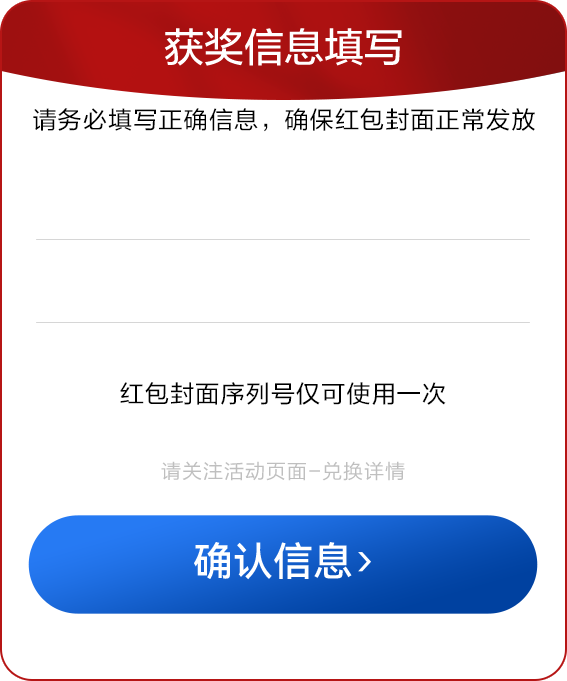 获奖信息填写
请务必填写正确信息，确保红包封面正常发放
红包封面序列号仅可使用一次
请关注活动页面-兑换详情
确认信息›